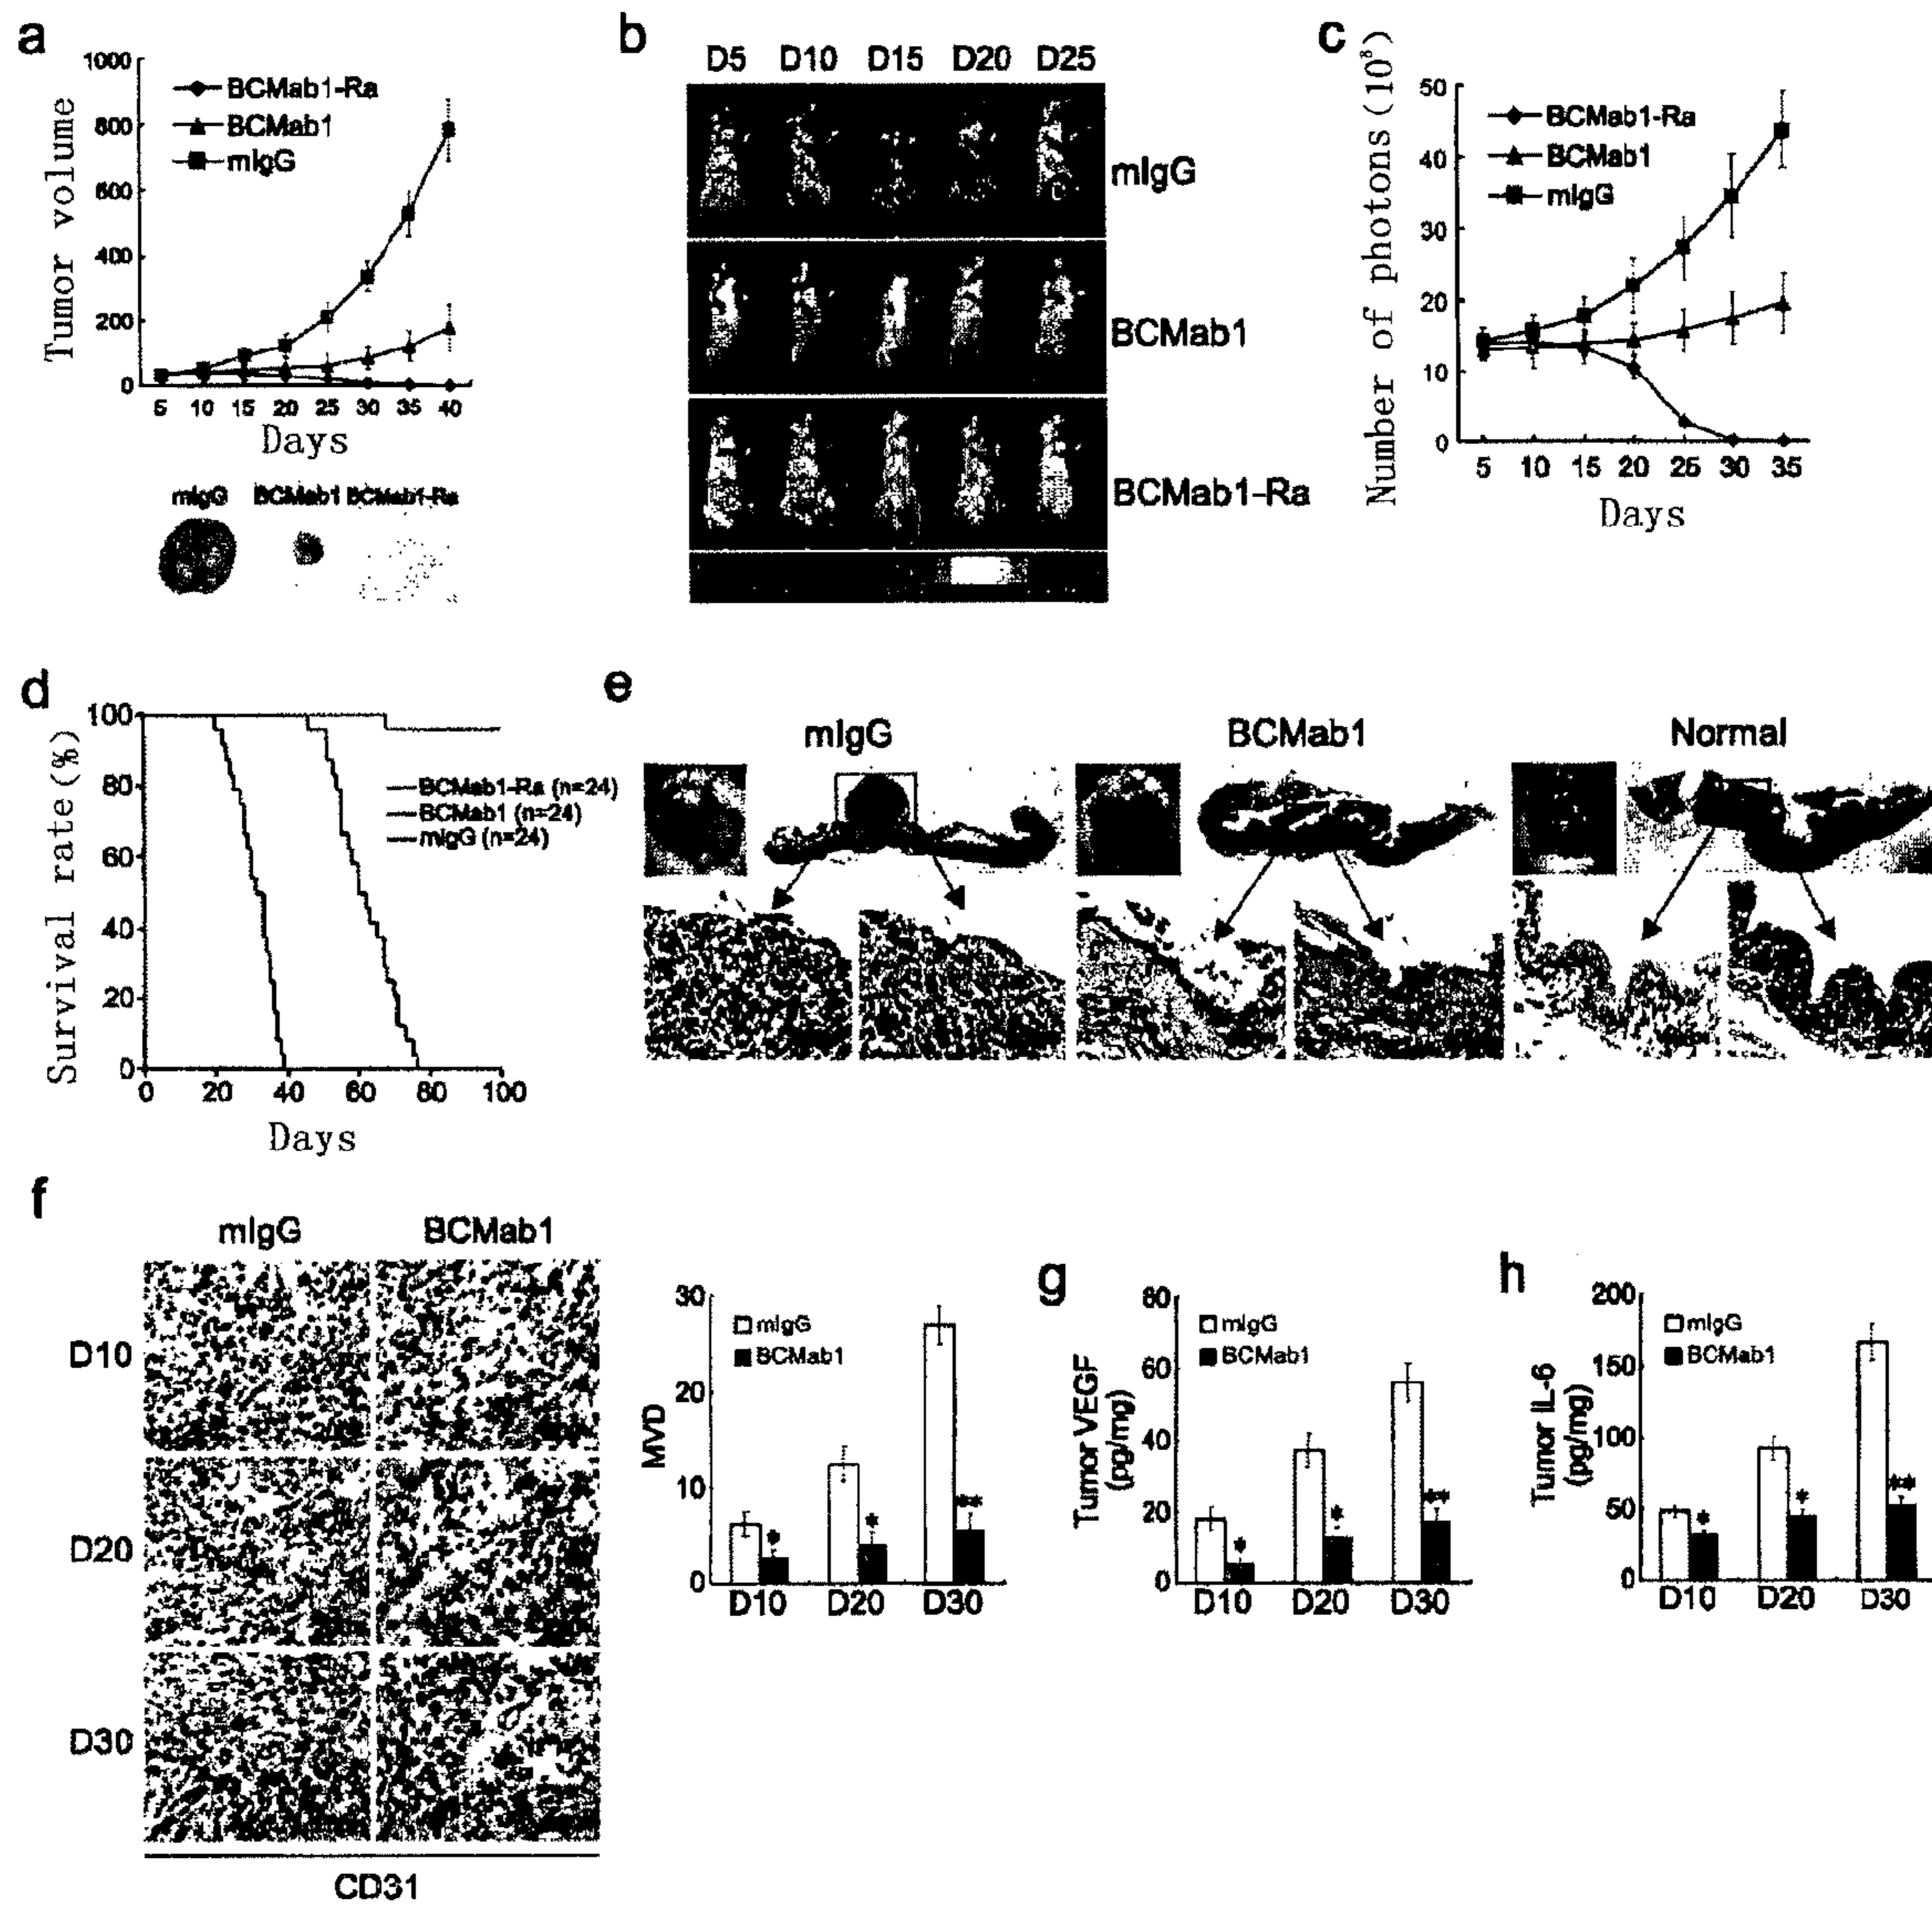 a
1000
800
600
400
200
0
Tumor volume
BCMab1-Ra
BCMab1
mIgG
5 10 15 20 25 30 35 40
Days
mIgG BCMab1 BCMab1-Ra
b
D5 D10 D15 D20 D25
mIgG
BCMab1
BCMab1-Ra
c
Number of photons(10⁸)
50
40
30
20
10
0
BCMab1-Ra
BCMab1
mIgG
5 10 15 20 25 30 35
Days
d
Survival rate(%)
100
80
60
40
20
0
BCMab1-Ra (n=24)
BCMab1 (n=24)
mIgG (n=24)
0 20 40 60 80 100
Days
e
mIgG BCMab1 Normal
f
mIgG BCMab1
D10
D20
D30
CD31
MVD
30
20
10
0
mIgG
BCMab1
* * **
D10 D20 D30
g
Tumor VEGF
(pg/mg)
80
60
40
20
0
mIgG
BCMab1
* * **
D10 D20 D30
h
Tumor IL-6
(pg/mg)
200
150
100
50
0
mIgG
BCMab1
* * **
D10 D20 D30